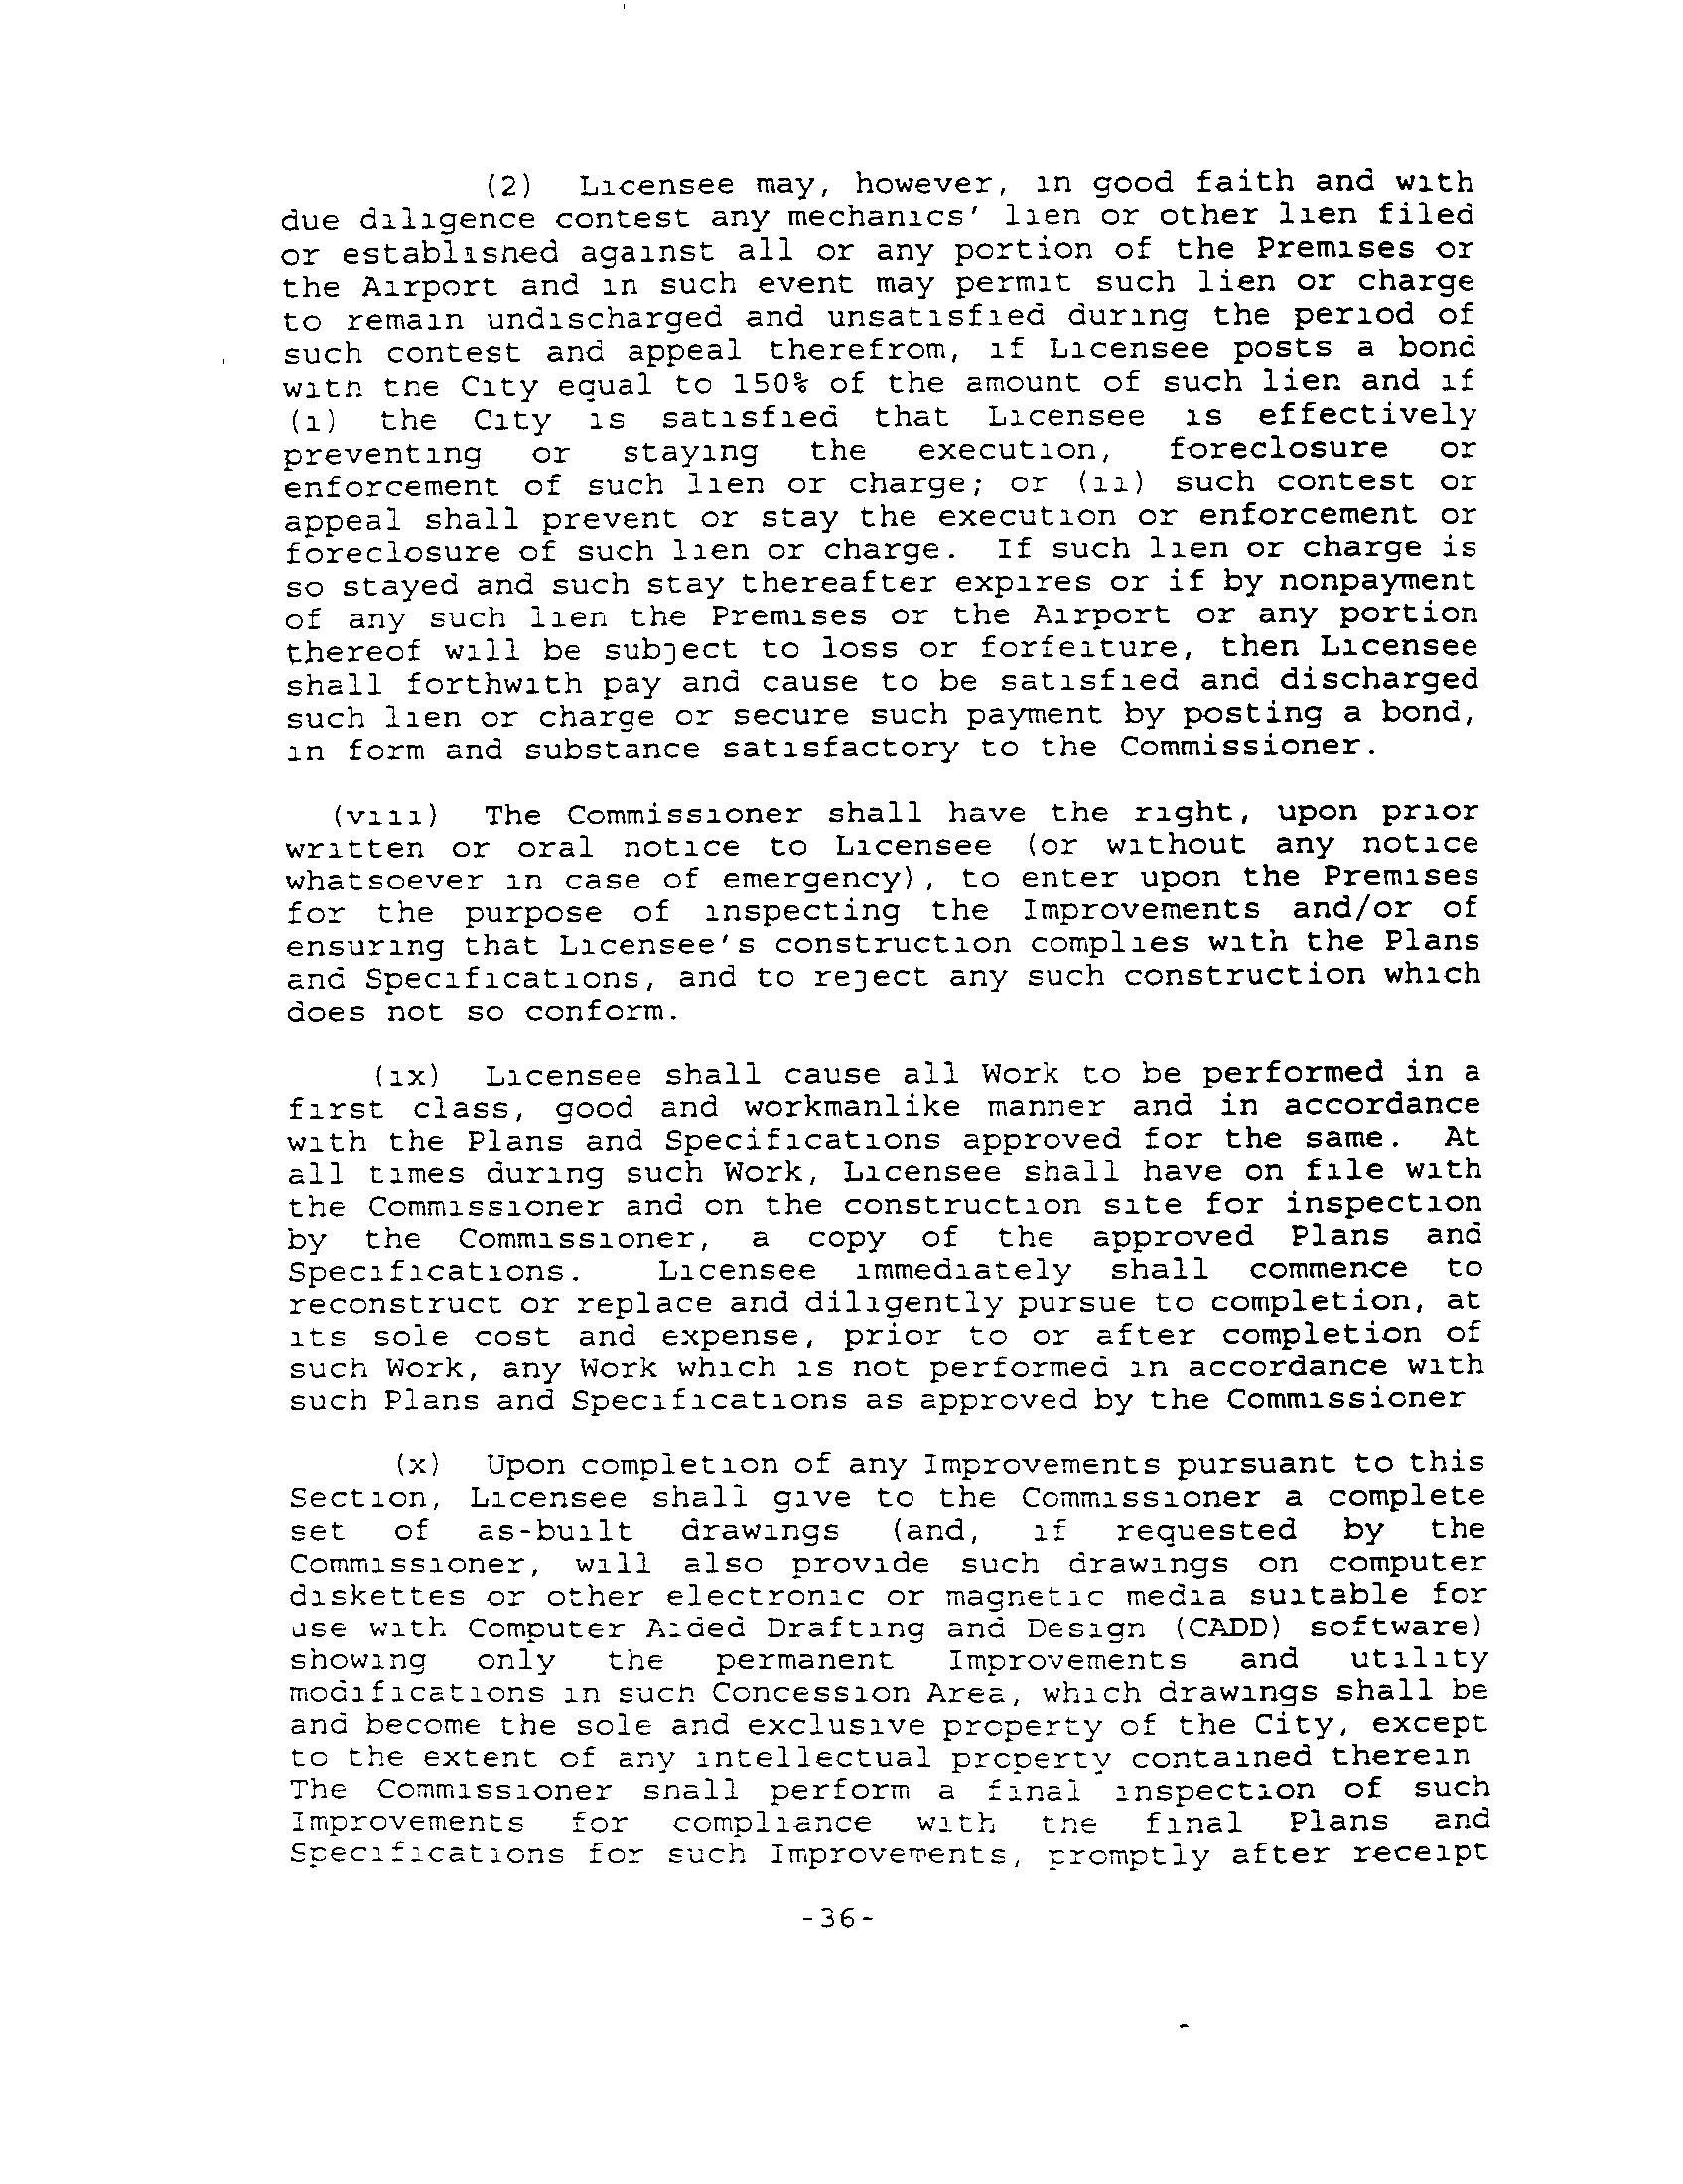 (2) Licensee may, however, in good faith and with
due diligence contest any mechanics' lien or other lien filed
or established against all or any portion of the Premises or
the Airport and in such event may permit such lien or charge
to remain undischarged and unsatisfied during the period of
such contest and appeal therefrom, if Licensee posts a bond
with the City equal to 150% of the amount of such lien and if
(i) the City is satisfied that Licensee is effectively
preventing or staying the execution, foreclosure or
enforcement of such lien or charge; or (ii) such contest or
appeal shall prevent or stay the execution or enforcement or
foreclosure of such lien or charge. If such lien or charge is
so stayed and such stay thereafter expires or if by nonpayment
of any such lien the Premises or the Airport or any portion
thereof will be subject to loss or forfeiture, then Licensee
shall forthwith pay and cause to be satisfied and discharged
such lien or charge or secure such payment by posting a bond,
in form and substance satisfactory to the Commissioner.
(viii) The Commissioner shall have the right, upon prior
written or oral notice to Licensee (or without any notice
whatsoever in case of emergency), to enter upon the Premises
for the purpose of inspecting the Improvements and/or of
ensuring that Licensee's construction complies with the Plans
and Specifications, and to reject any such construction which
does not so conform.
(ix) Licensee shall cause all Work to be performed in a
first class, good and workmanlike manner and in accordance
with the Plans and Specifications approved for the same. At
all times during such Work, Licensee shall have on file with
the Commissioner and on the construction site for inspection
by the Commissioner, a copy of the approved Plans and
Specifications. Licensee immediately shall commence to
reconstruct or replace and diligently pursue to completion, at
its sole cost and expense, prior to or after completion of
such Work, any Work which is not performed in accordance with
such Plans and Specifications as approved by the Commissioner
(x) Upon completion of any Improvements pursuant to this
Section, Licensee shall give to the Commissioner a complete
set of as-built drawings (and, if requested by the
Commissioner, will also provide such drawings on computer
diskettes or other electronic or magnetic media suitable for
use with Computer Aided Drafting and Design (CADD) software)
showing only the permanent Improvements and utility
modifications in such Concession Area, which drawings shall be
and become the sole and exclusive property of the City, except
to the extent of any intellectual property contained therein
The Commissioner shall perform a final inspection of such
Improvements for compliance with the final Plans and
Specifications for such Improvements, promptly after receipt
-36-